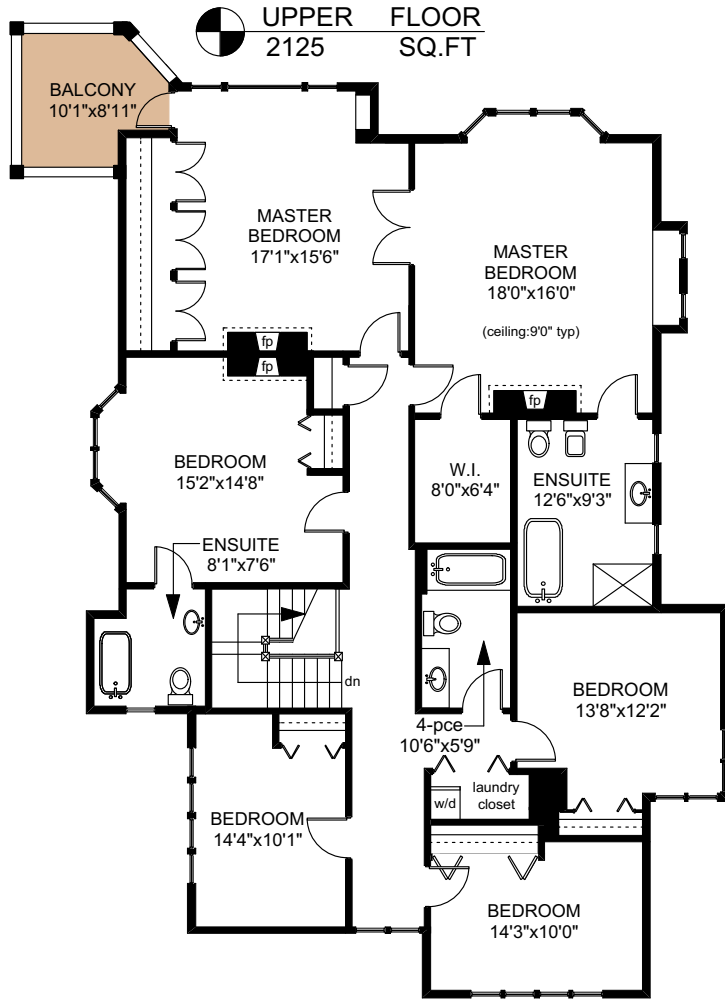 UPPER FLOOR
2125 SQ.FT
BALCONY
10'1"x8'11"
MASTER
BEDROOM
17'1"x15'6"
MASTER
BEDROOM
18'0"x16'0"
(ceiling:9'0" typ)
fp
fp
fp
BEDROOM
15'2"x14'8"
W.I.
8'0"x6'4"
ENSUITE
12'6"x9'3"
ENSUITE
8'1"x7'6"
dn
4-pce
10'6"x5'9"
BEDROOM
13'8"x12'2"
laundry
closet
w/d
BEDROOM
14'4"x10'1"
BEDROOM
14'3"x10'0"